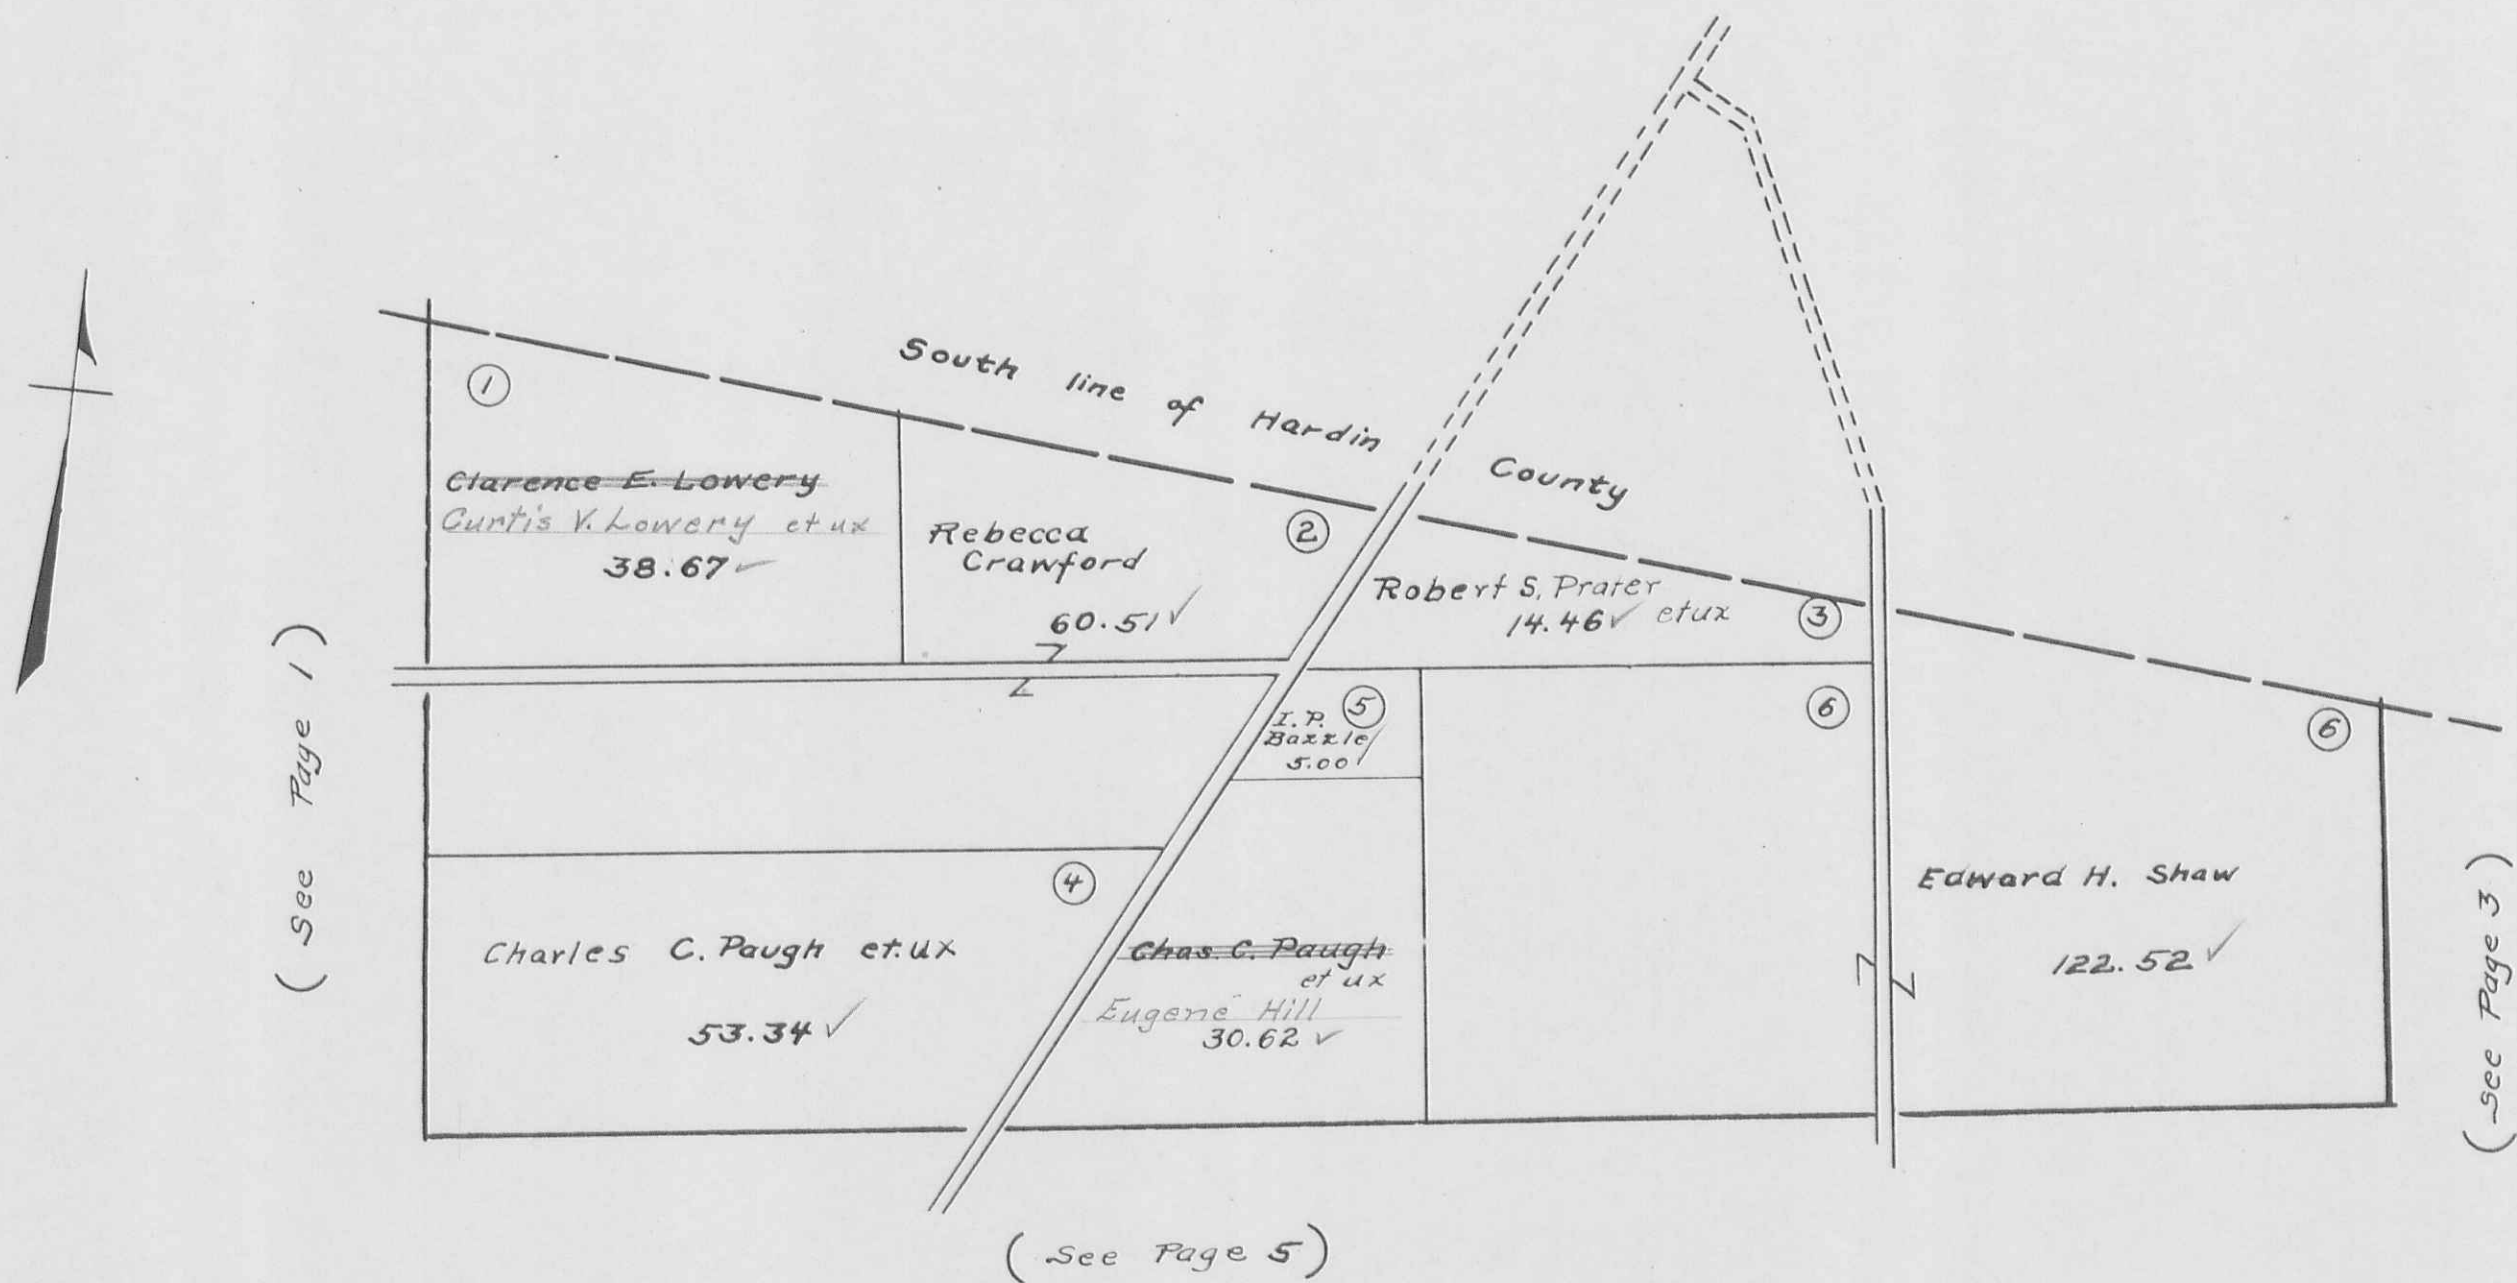 South line of Hardin County
①
Clarence E. Lowery
Curtis V. Lowery et ux
38.67 ✓
②
Rebecca
Crawford
60.51 ✓
Robert S. Prater
14.46 ✓ et ux
③
(See Page 1)
I.P. ⑤
Bazzle
5.00 ✓
⑥
⑥
④
Charles C. Paugh et.ux
53.34 ✓
Chas. C. Paugh
et ux
Eugene Hill
30.62 ✓
Edward H. Shaw
122.52 ✓
(See Page 3)
(See Page 5)